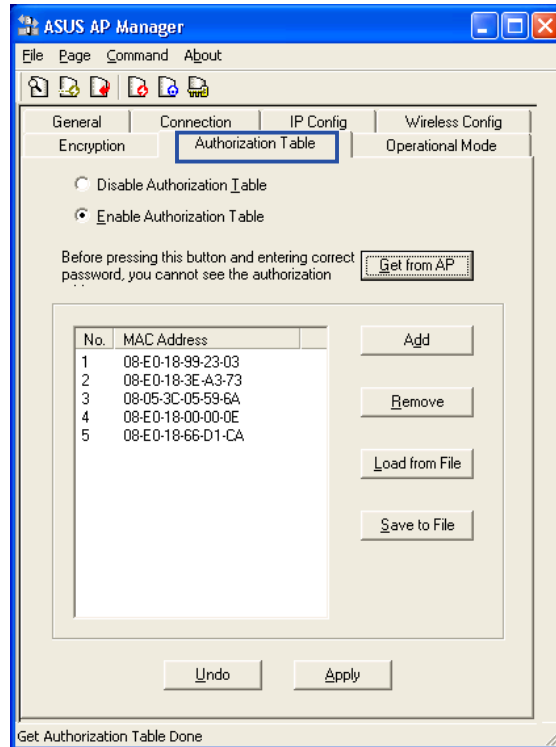 ASUS AP Manager
File Page Command About
General Connection IP Config Wireless Config
Encryption Authorization Table Operational Mode
Disable Authorization Table
Enable Authorization Table
Before pressing this button and entering correct
password, you cannot see the authorization
Get from AP
No. MAC Address
1 08-E0-18-99-23-03
2 08-E0-18-3E-A3-73
3 08-05-3C-05-59-6A
4 08-E0-18-00-00-0E
5 08-E0-18-66-D1-CA
Add
Remove
Load from File
Save to File
Undo Apply
Get Authorization Table Done